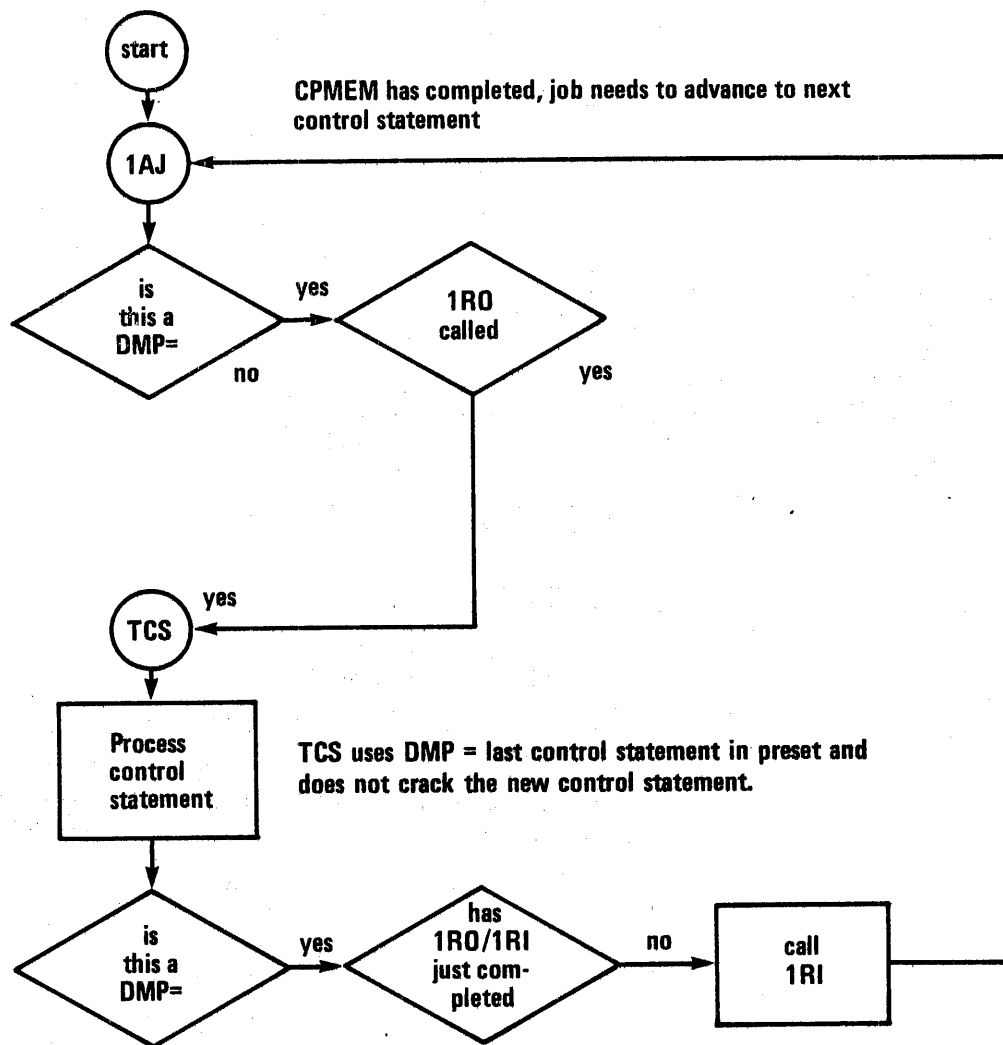 start
CPMEM has completed, job needs to advance to next
control statement
1AJ
is
this a
DMP=
yes
no
1RO
called
yes
yes
TCS
Process
control
statement
TCS uses DMP = last control statement in preset and
does not crack the new control statement.
is
this a
DMP=
yes
has
1RO/1RI
just com-
pleted
no
call
1RI